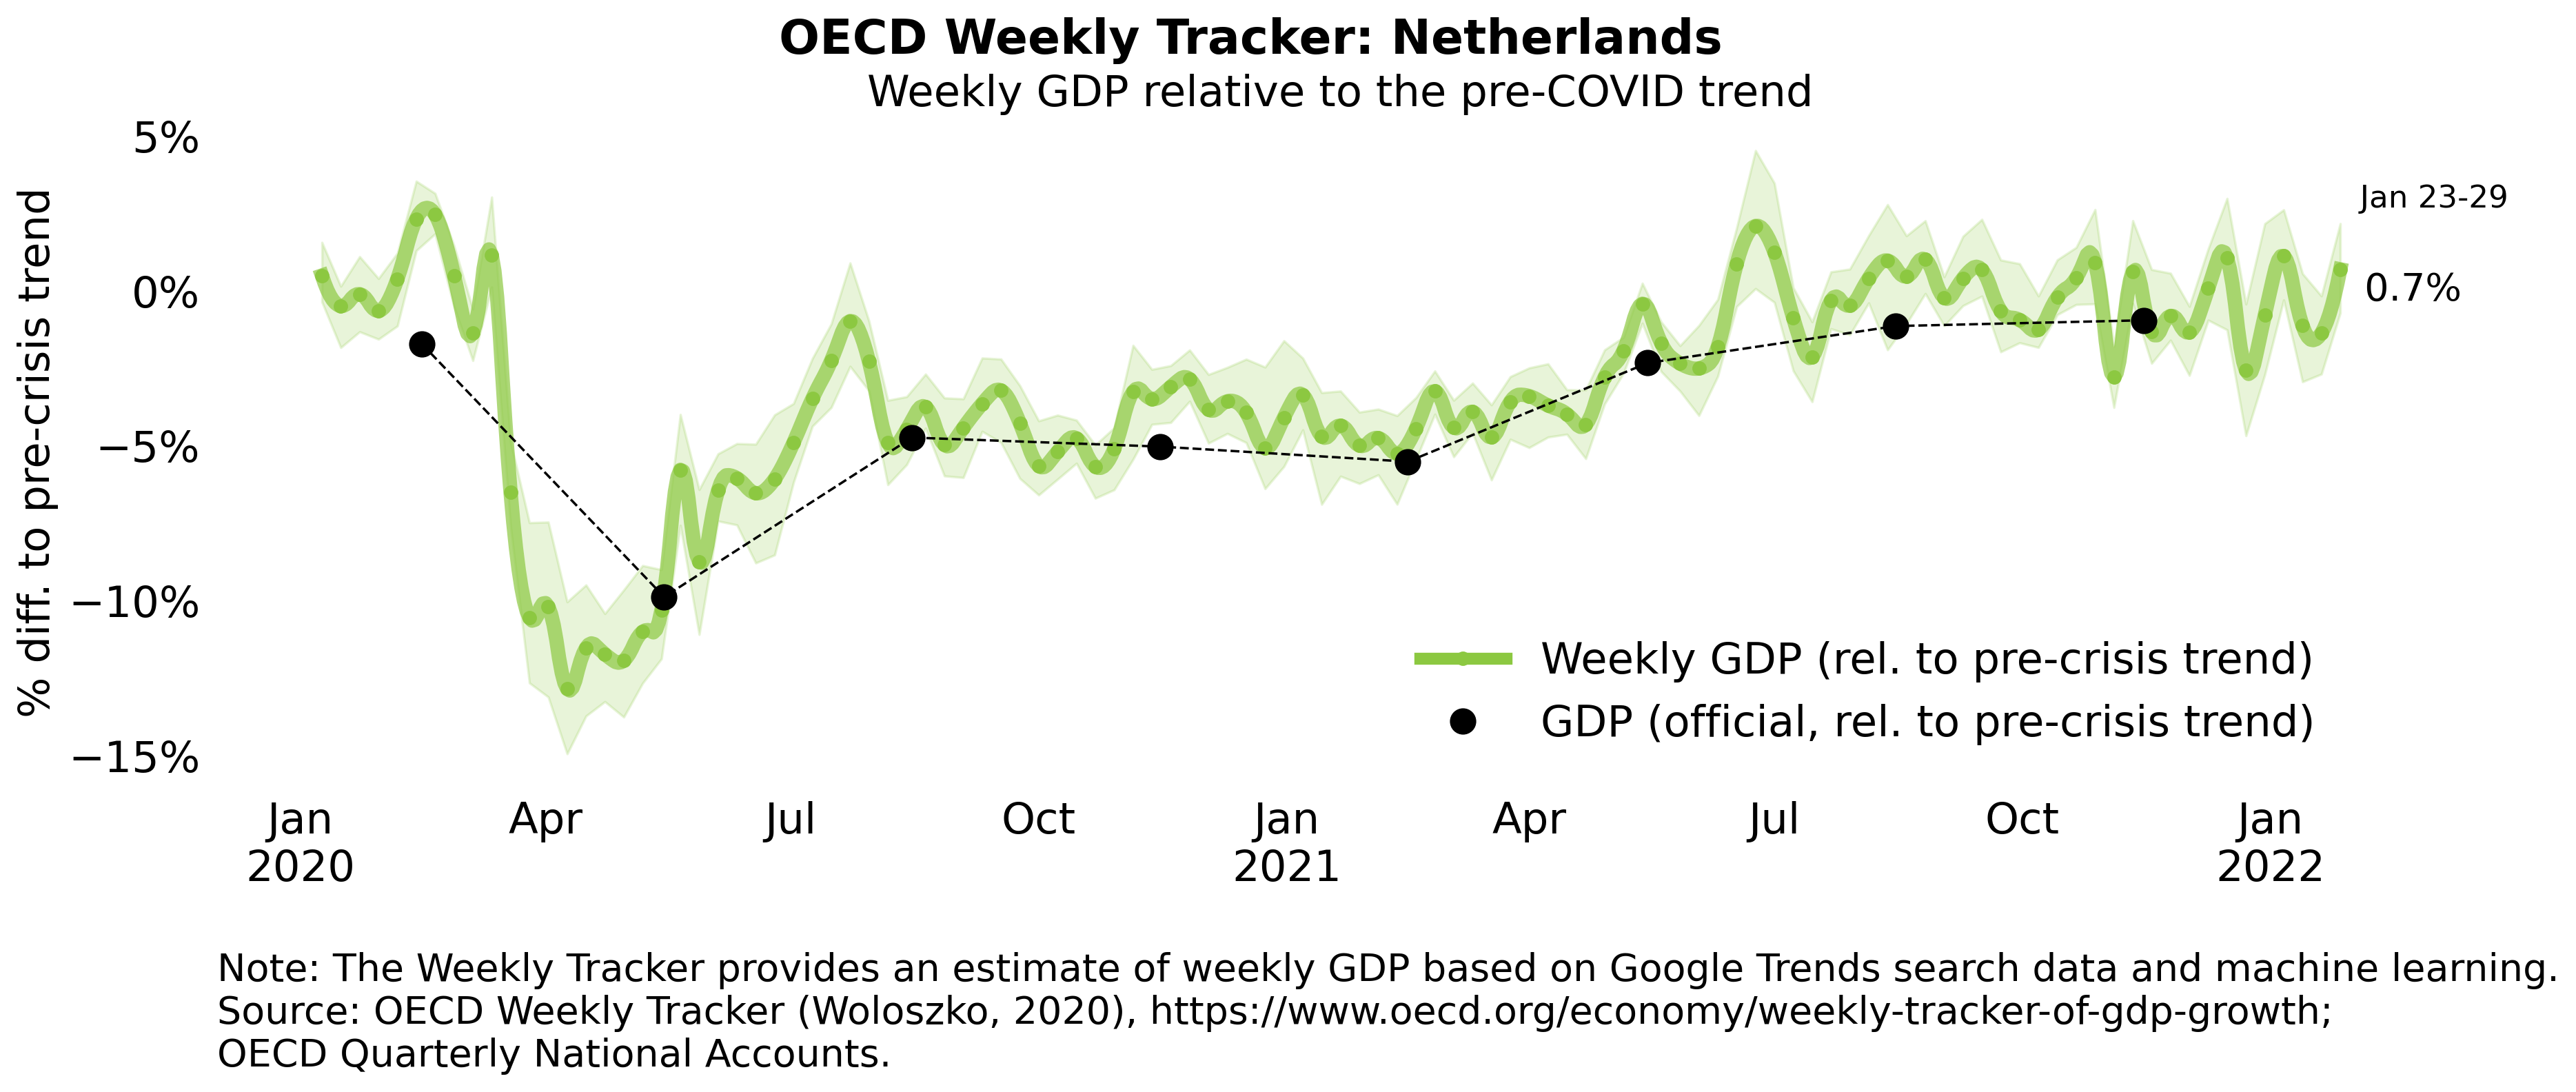 OECD Weekly Tracker: Netherlands
Weekly GDP relative to the pre-COVID trend
% diff. to pre-crisis trend
5%
0%
−5%
−10%
−15%
Jan 23-29
0.7%
Weekly GDP (rel. to pre-crisis trend)
GDP (official, rel. to pre-crisis trend)
Jan Apr Jul Oct Jan Apr Jul Oct Jan
2020 2021 2022
Note: The Weekly Tracker provides an estimate of weekly GDP based on Google Trends search data and machine learning.
Source: OECD Weekly Tracker (Woloszko, 2020), https://www.oecd.org/economy/weekly-tracker-of-gdp-growth;
OECD Quarterly National Accounts.